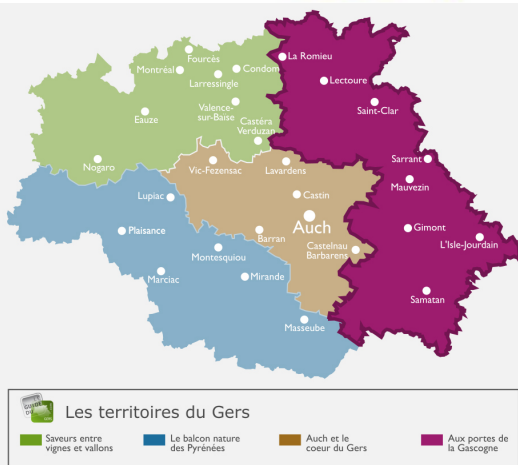 Fourcès
La Romieu
Montréal
Condom
Larressingle
Lectoure
Valence-
sur-Baïse
Saint-Clar
Eauze
Castéra
Verduzan
Sarrant
Nogaro
Vic-Fezensac
Lavardens
Mauvezin
Lupiac
Castin
Auch
Gimont
Plaisance
Barran
L'Isle-Jourdain
Montesquiou
Castelnau
Barbarens
Marciac
Mirande
Samatan
Masseube
Les territoires du Gers
Saveurs entre
vignes et vallons
Le balcon nature
des Pyrénées
Auch et le
coeur du Gers
Aux portes de
la Gascogne